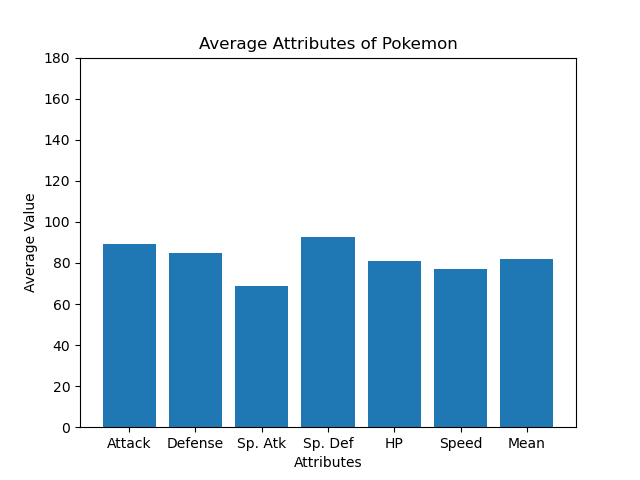 Average Attributes of Pokemon
180
160
140
120
100
80
60
40
20
0
Average Value
Attack Defense Sp. Atk Sp. Def HP Speed Mean
Attributes